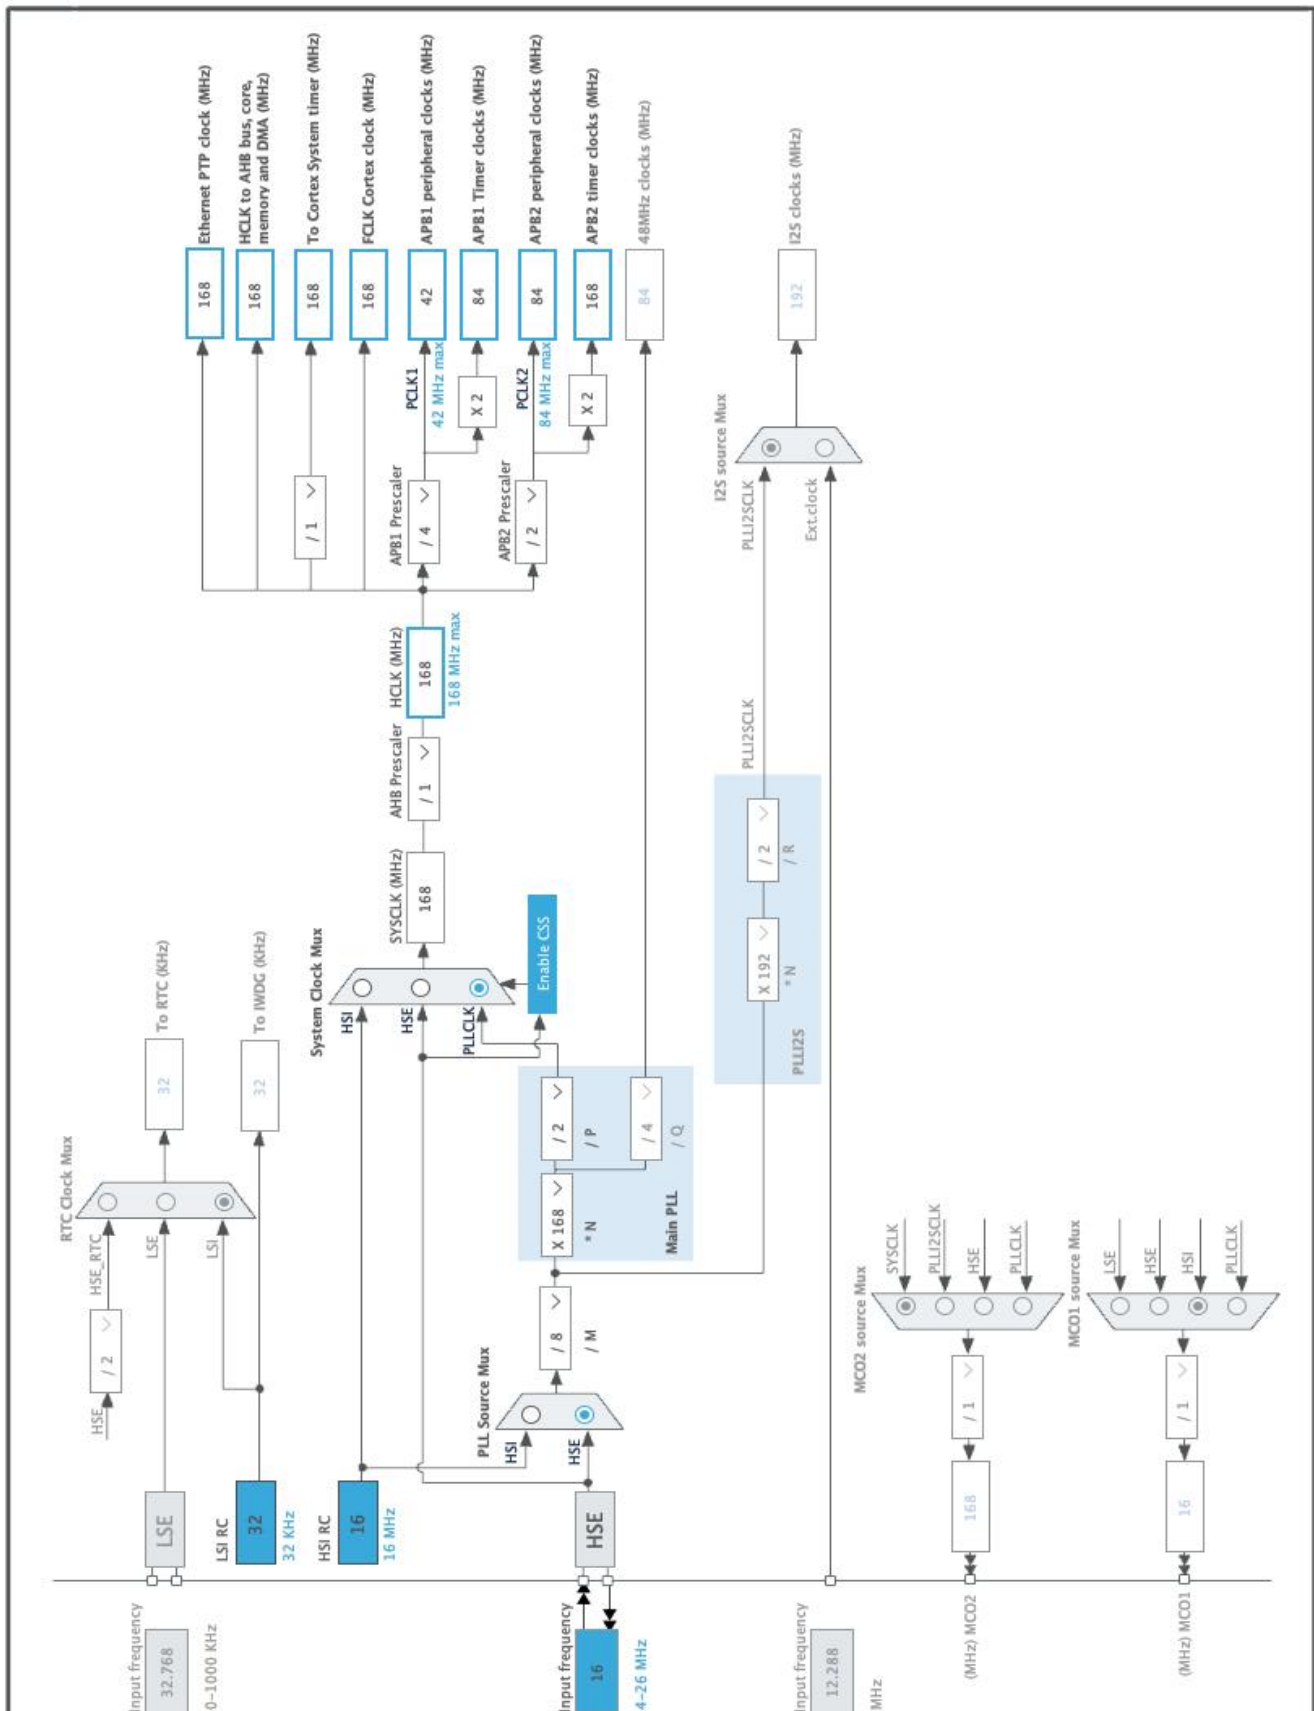 Input frequency
32.768
0-1000 KHz
LSE
HSE
/ 2
HSE_RTC
LSE
LSI
RTC Clock Mux
32
To RTC (KHz)
LSI RC
32
32 KHz
32
To IWDG (KHz)
HSI RC
16
16 MHz
Input frequency
16
4-26 MHz
HSE
PLL Source Mux
HSI
HSE
/ 8
/ M
X 168
* N
/ 2
/ P
/ 4
/ Q
Main PLL
System Clock Mux
HSI
HSE
PLLCLK
Enable CSS
SYSCLK (MHz)
168
AHB Prescaler
/ 1
HCLK (MHz)
168
168 MHz max
168
Ethernet PTP clock (MHz)
168
HCLK to AHB bus, core,
memory and DMA (MHz)
/ 1
168
To Cortex System timer (MHz)
168
FCLK Cortex clock (MHz)
APB1 Prescaler
/ 4
PCLK1
42 MHz max
42
APB1 peripheral clocks (MHz)
X 2
84
APB1 Timer clocks (MHz)
APB2 Prescaler
/ 2
PCLK2
84 MHz max
84
APB2 peripheral clocks (MHz)
X 2
168
APB2 timer clocks (MHz)
84
48MHz clocks (MHz)
X 192
* N
/ 2
/ R
PLLI2S
PLLI2SCLK
PLLI2SCLK
I2S source Mux
Ext.clock
192
I2S clocks (MHz)
Input frequency
12.288
MHz
MCO2 source Mux
SYSCLK
PLLI2SCLK
HSE
PLLCLK
/ 1
168
(MHz) MCO2
MCO1 source Mux
LSE
HSE
HSI
PLLCLK
/ 1
16
(MHz) MCO1